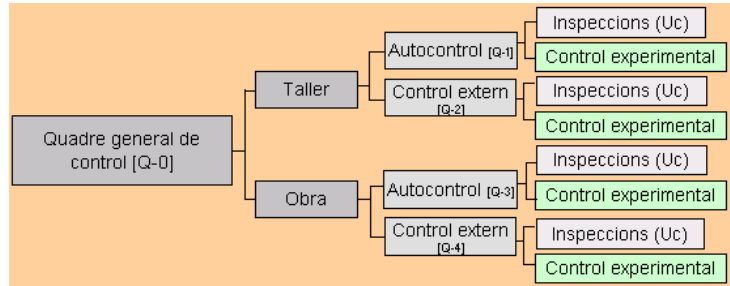 Quadre general de
control [Q-0]
Taller
Autocontrol [Q-1]
Inspeccions (Uc)
Control experimental
Control extern
[Q-2]
Inspeccions (Uc)
Control experimental
Obra
Autocontrol [Q-3]
Inspeccions (Uc)
Control experimental
Control extern
[Q-4]
Inspeccions (Uc)
Control experimental